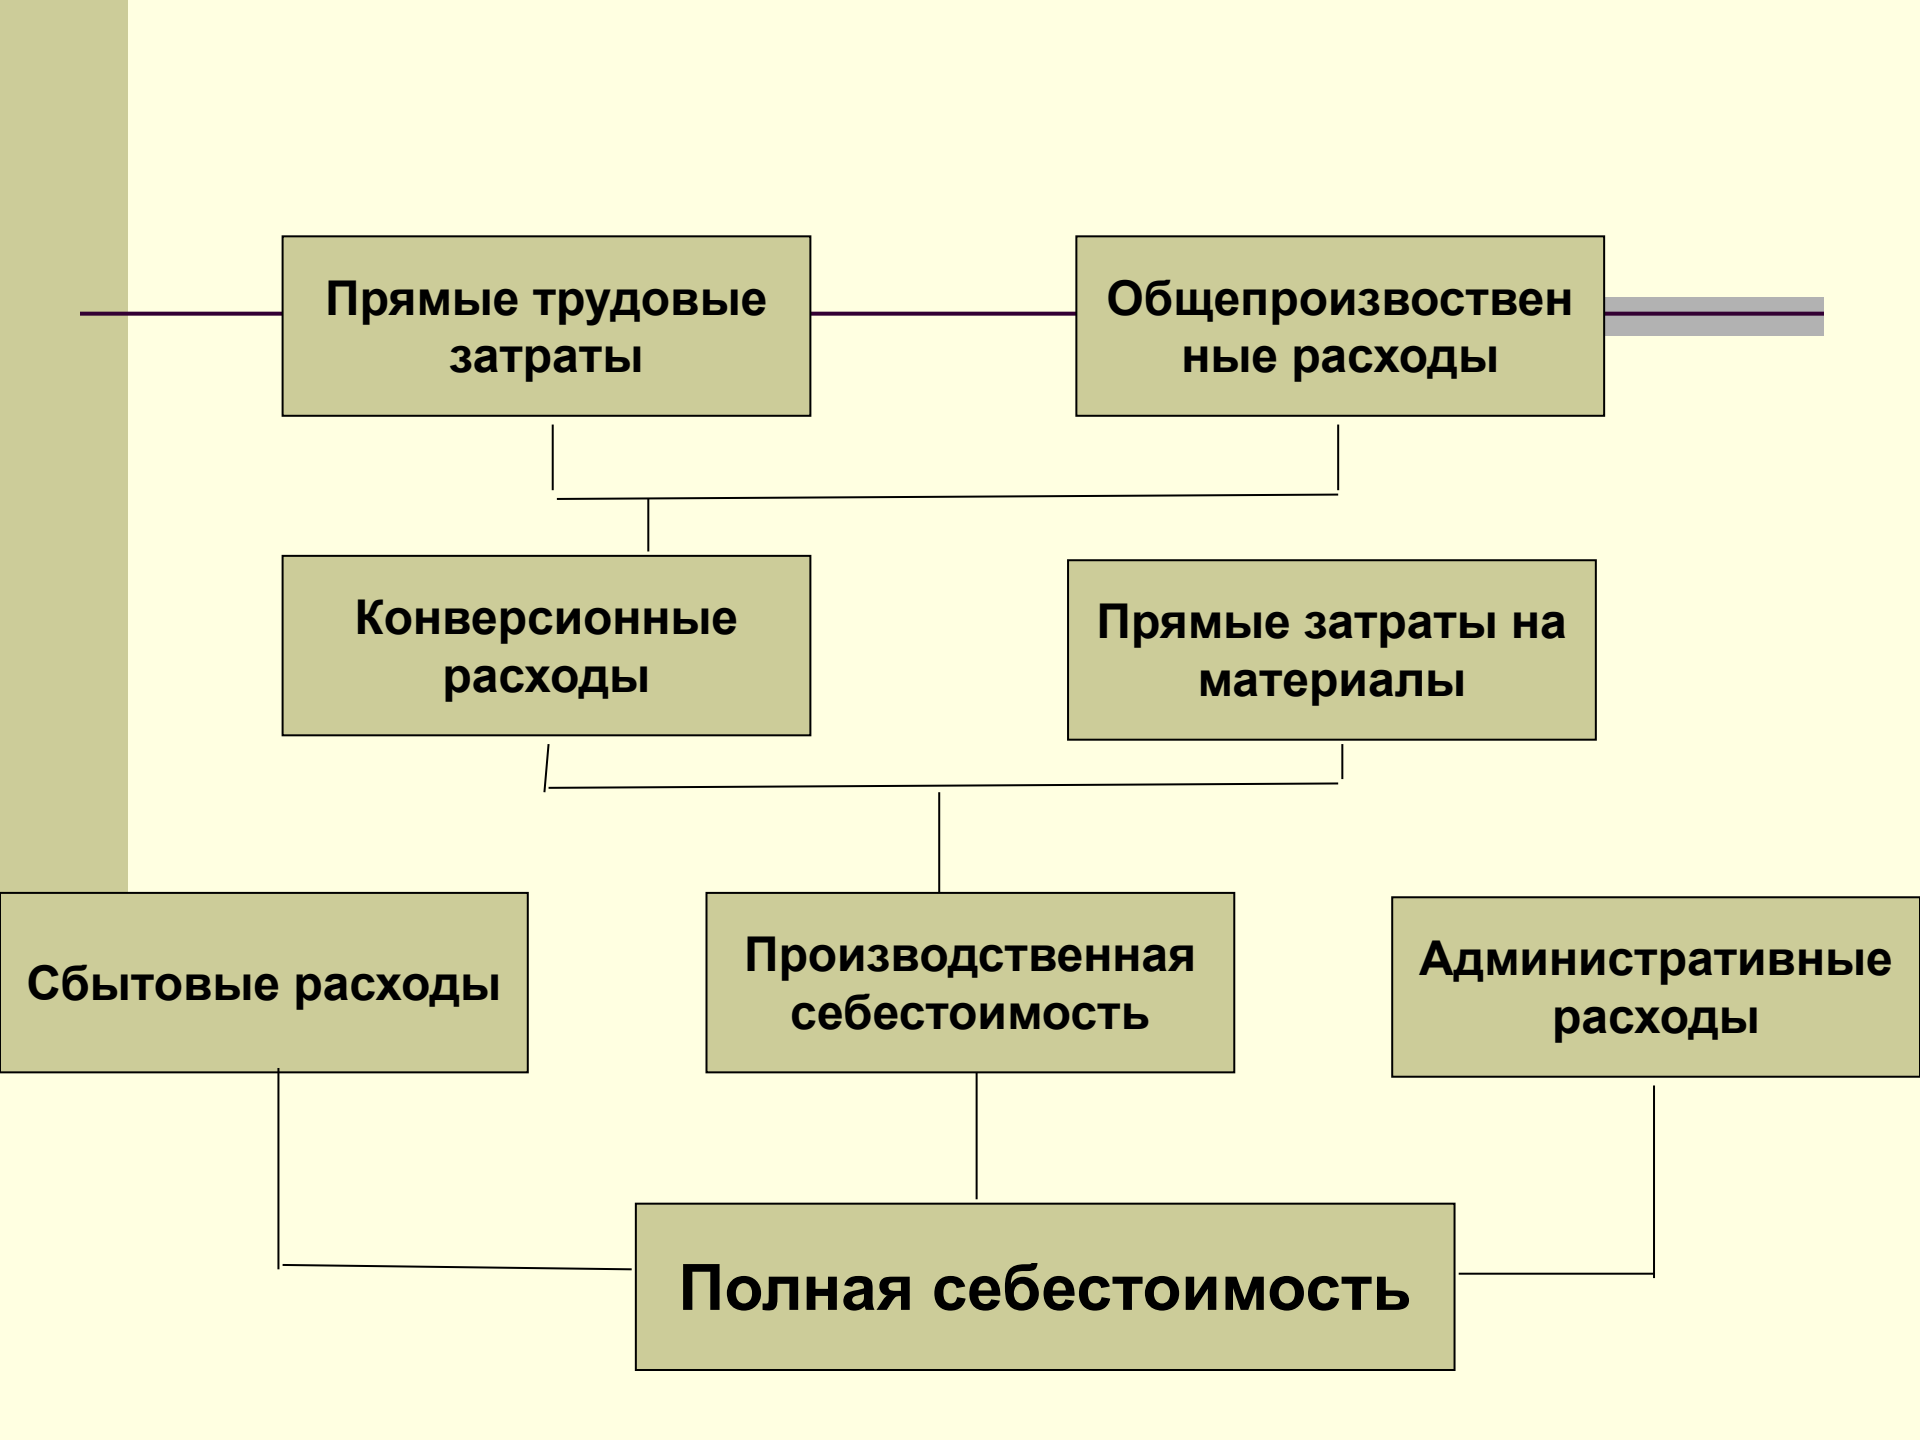 Прямые трудовые
затраты
Общепроизвоствен
ные расходы
Конверсионные
расходы
Прямые затраты на
материалы
Сбытовые расходы
Производственная
себестоимость
Административные
расходы
Полная себестоимость